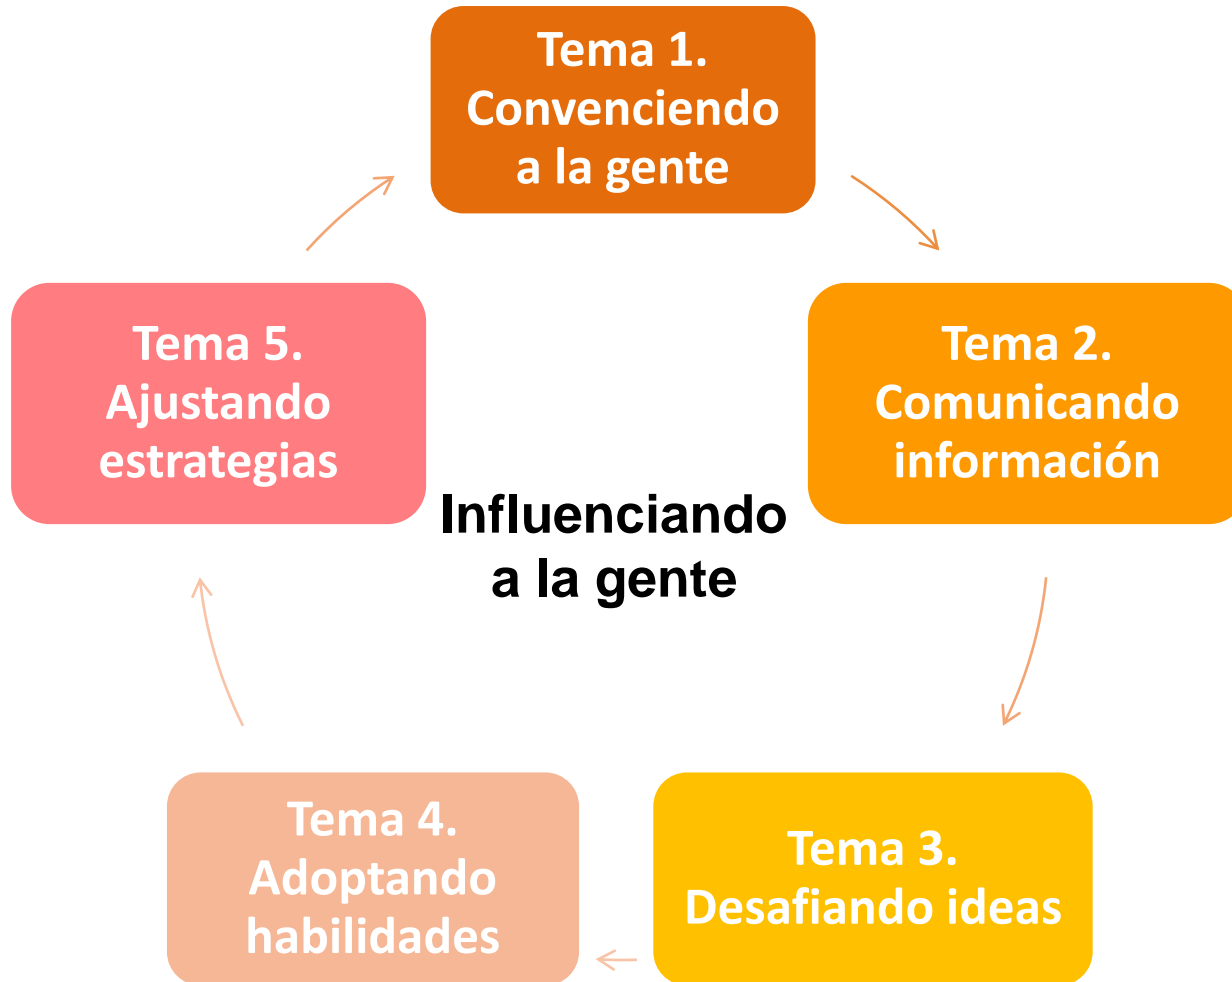 Tema 1.
Convenciendo
a la gente
Tema 2.
Comunicando
información
Tema 3.
Desafiando ideas
Tema 4.
Adoptando
habilidades
Tema 5.
Ajustando
estrategias
Influenciando
a la gente